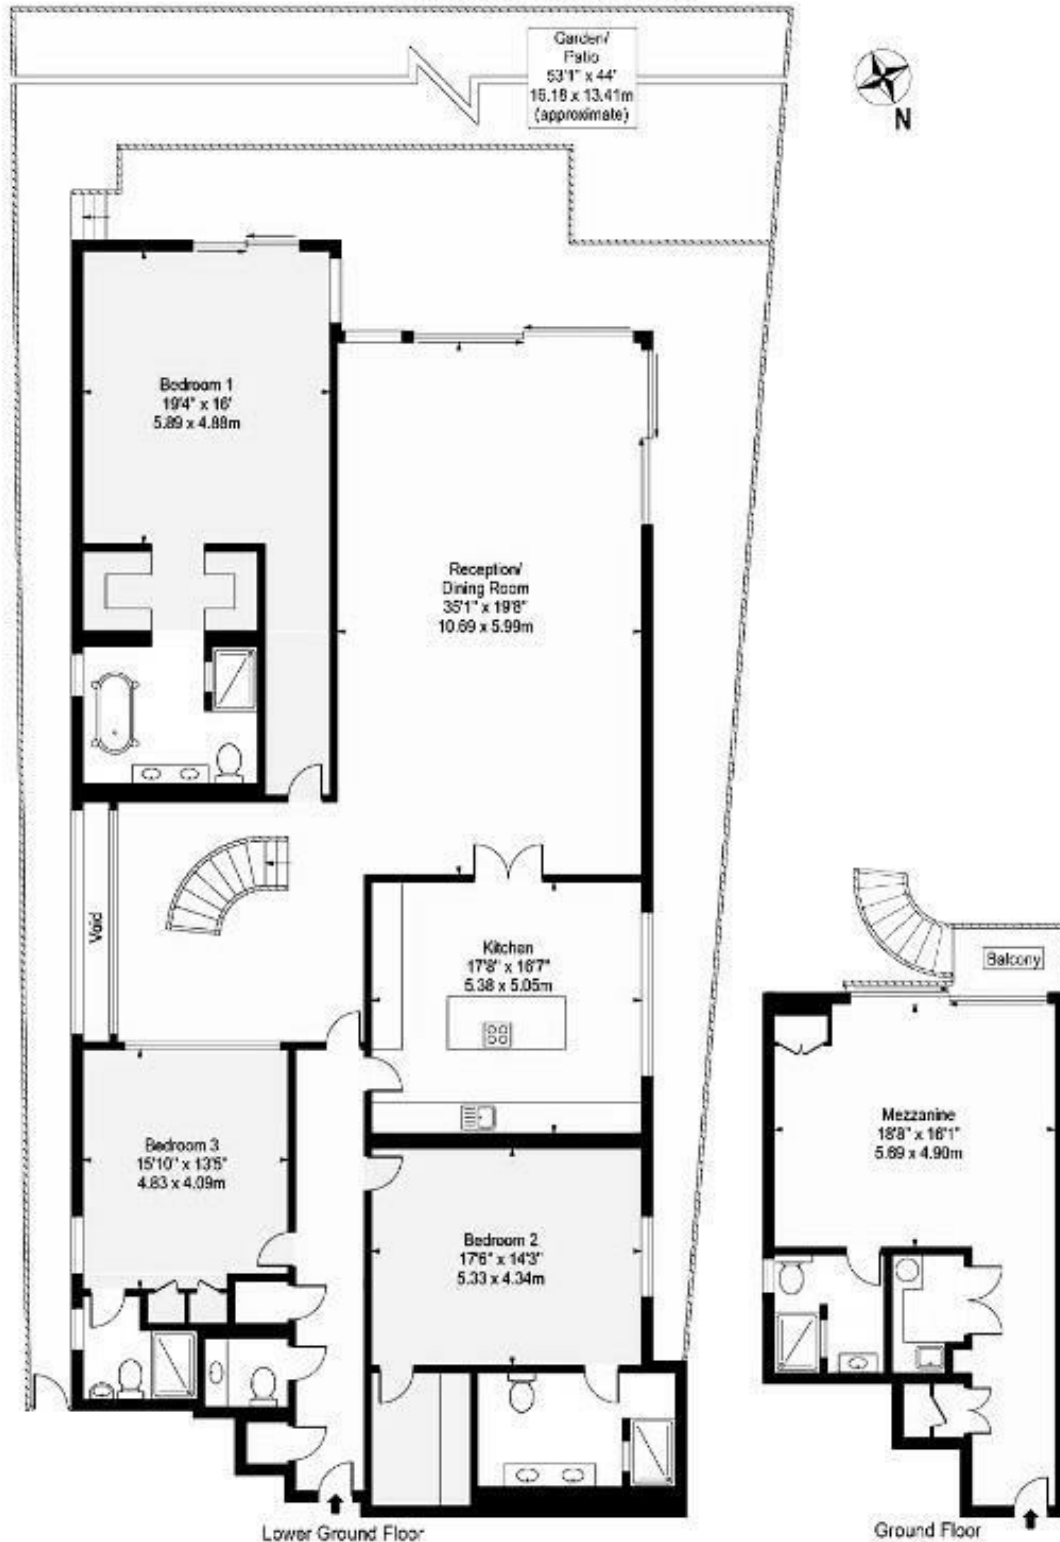 Garden/
Patio
53'1" x 44'
16.18 x 13.41m
(approximate)
N
Bedroom 1
19'4" x 16'
5.89 x 4.88m
Reception/
Dining Room
35'1" x 19'8"
10.69 x 5.99m
Void
Kitchen
17'8" x 16'7"
5.38 x 5.05m
Balcony
Mezzanine
18'8" x 16'1"
5.69 x 4.90m
Bedroom 3
15'10" x 13'5"
4.83 x 4.09m
Bedroom 2
17'6" x 14'3"
5.33 x 4.34m
Lower Ground Floor
Ground Floor